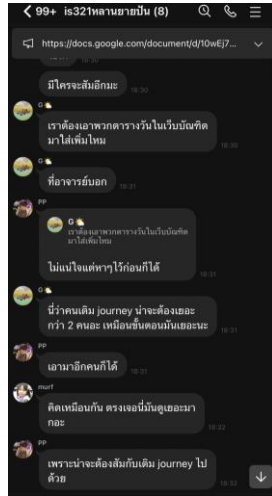 99+ is321หลานยายปัน (8)
https://docs.google.com/document/d/10wEj7...
18:30
มีใครจะสัมอีกมะ
18:30
G
เราต้องเอาพวกตารางวันในเว็บบัณฑิต
มาใส่เพิ่มไหม
18:30
G
ที่อาจารย์บอก
18:31
PP
G
เราต้องเอาพวกตารางวันในเว็บบัณฑิต
มาใส่เพิ่มไหม
ไม่แน่ใจแต่หาๆไว้ก่อนก็ได้
18:31
G
นี่ว่าคนเติม journey น่าจะต้องเยอะ
กว่า 2 คนอะ เหมือนขั้นตอนมันเยอะนะ
18:31
PP
เอามาอีกคนก็ได้
18:31
murf
คิดเหมือนกัน ตรงเจอนี่มันดูเยอะมา
กอะ
18:32
PP
เพราะน่าจะต้องสัมกับเติม journey ไป
ด้วย
18:32